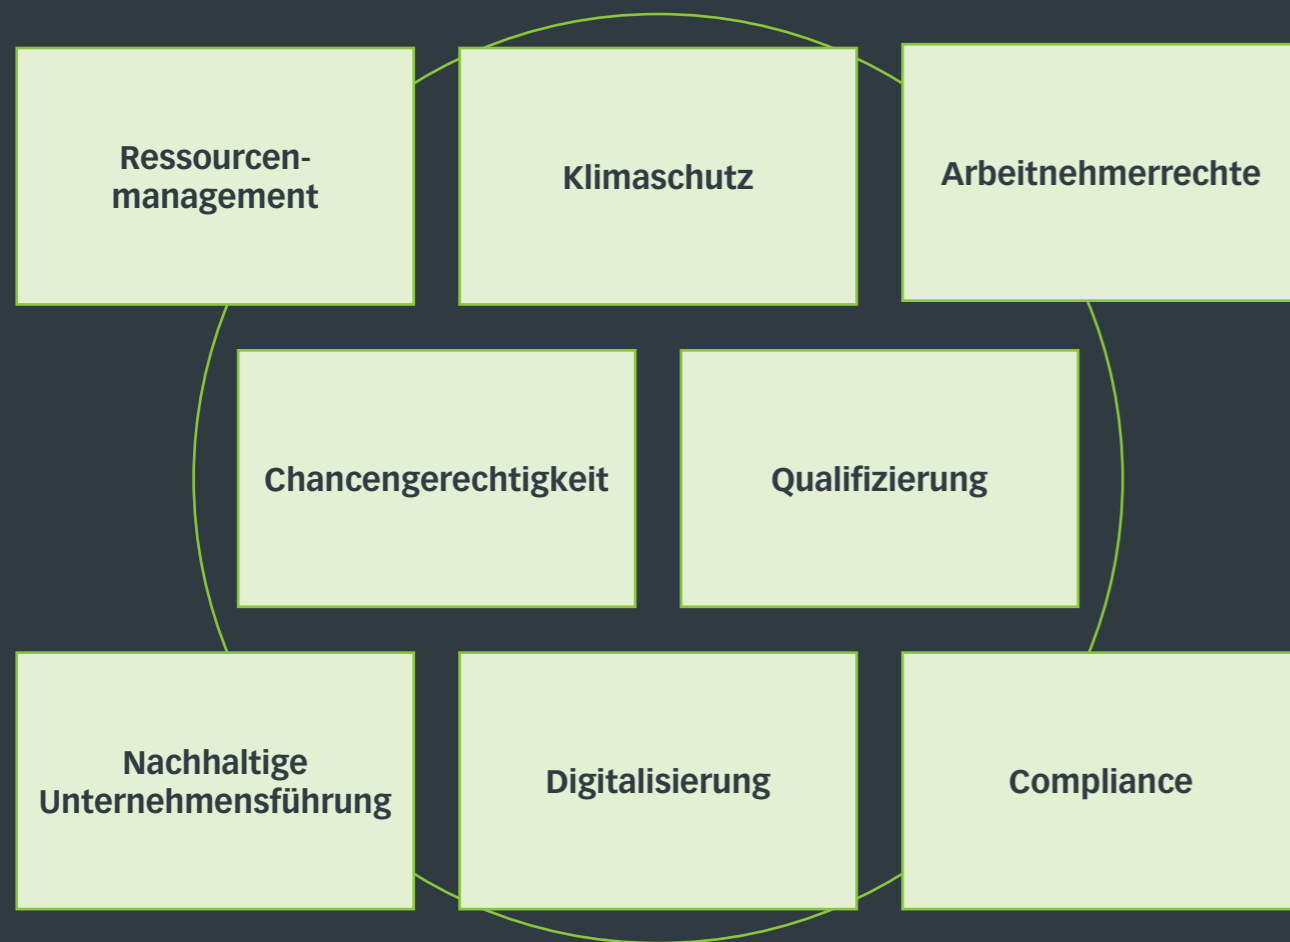 Ressourcen-
management
Klimaschutz
Arbeitnehmerrechte
Chancengerechtigkeit
Qualifizierung
Nachhaltige
Unternehmensführung
Digitalisierung
Compliance